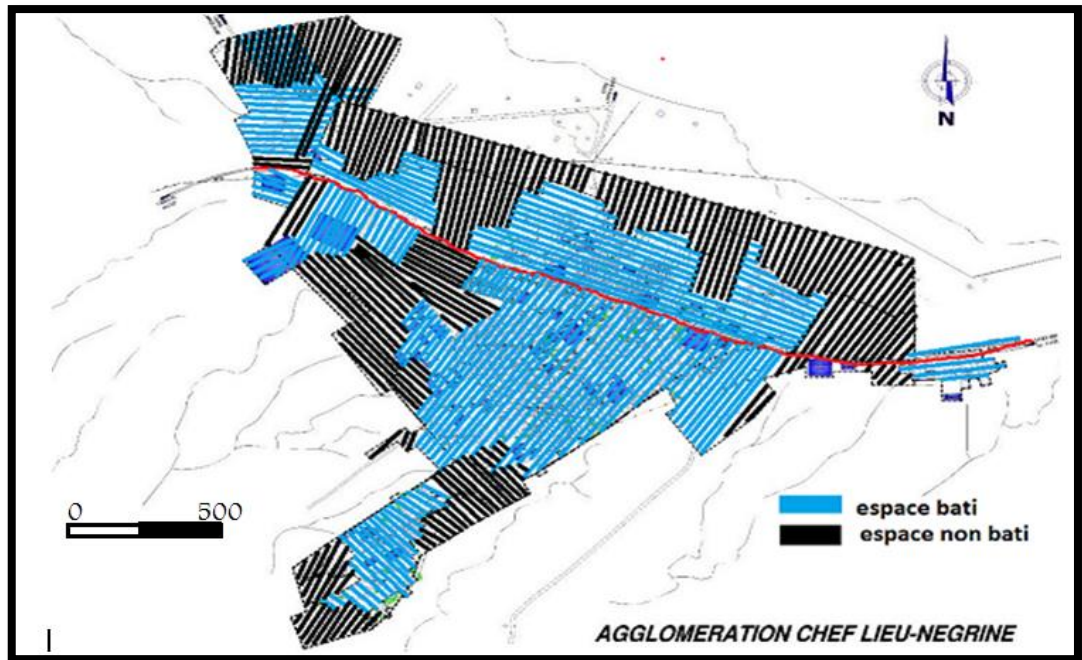 N
0 500
espace bati
espace non bati
AGGLOMERATION CHEF LIEU-NEGRINE